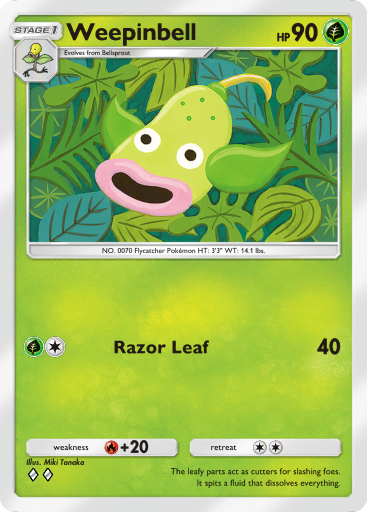 STAGE 1
Weepinbell
HP 90
Evolves from Bellsprout.
NO. 0070 Flycatcher Pokémon HT: 3'3" WT: 14.1 lbs.
Razor Leaf 40
weakness +20 retreat
Illus. Miki Tanaka
The leafy parts act as cutters for slashing foes.
It spits a fluid that dissolves everything.